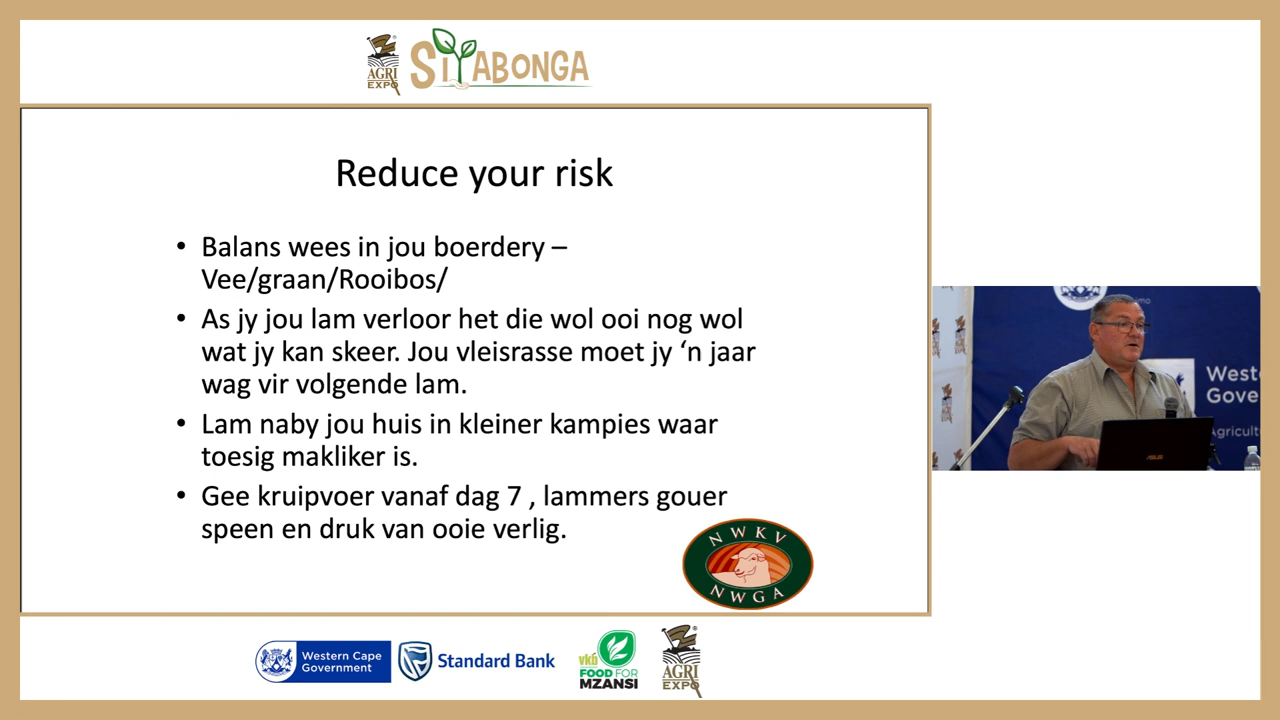 AGRI
EXPO
SIYABONGA
Reduce your risk
• Balans wees in jou boerdery –
Vee/graan/Rooibos/
• As jy jou lam verloor het die wol ooi nog wol
wat jy kan skeer. Jou vleisrasse moet jy ‘n jaar
wag vir volgende lam.
• Lam naby jou huis in kleiner kampies waar
toesig makliker is.
• Gee kruipvoer vanaf dag 7 , lammers gouer
speen en druk van ooie verlig.
NWKV
NWGA
ASUS
Western Cape
Government
Standard Bank
vkb
FOOD FOR
MZANSI
AGRI
EXPO